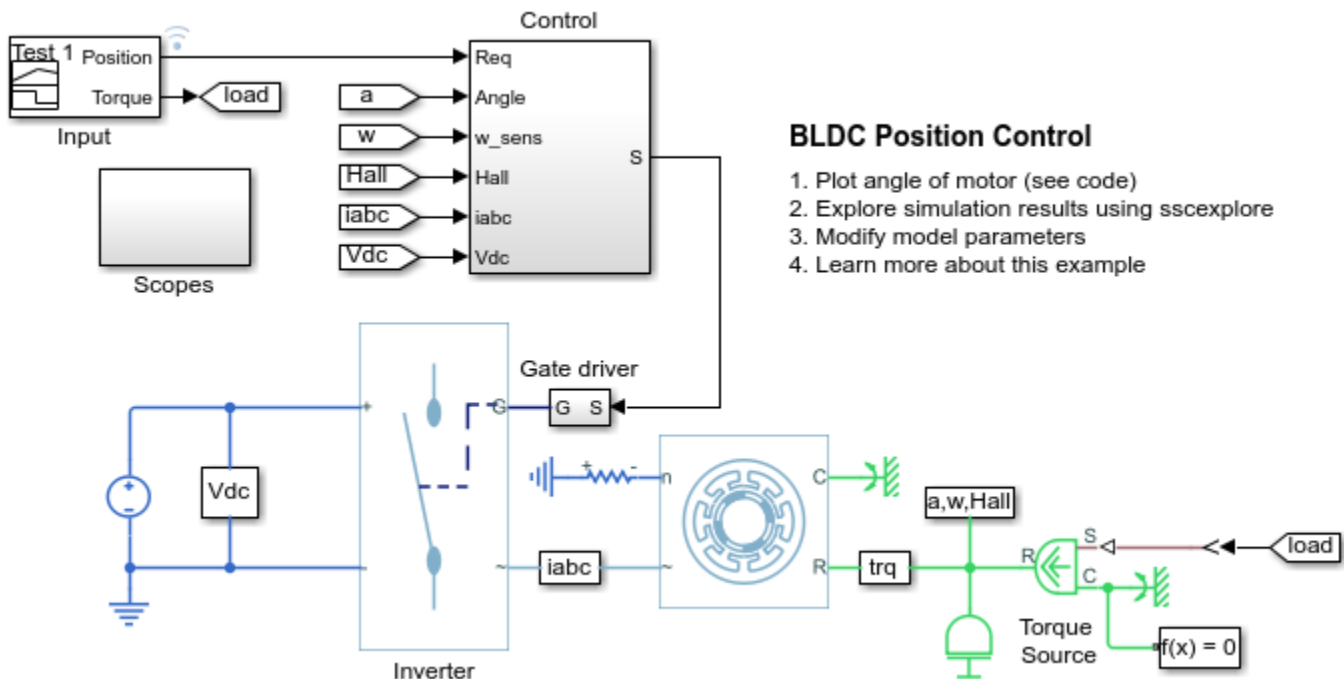 Control
Test 1
Position
Torque
Input
load
Scopes
a
w
Hall
iabc
Vdc
Req
Angle
w_sens
Hall
iabc
Vdc
S
BLDC Position Control
1. Plot angle of motor (see code)
2. Explore simulation results using sscexplore
3. Modify model parameters
4. Learn more about this example
Gate driver
G S
Vdc
+
-
+
-
G
~
Inverter
+ -
iabc
n
~
C
R
trq
a,w,Hall
R
S
C
load
Torque
Source
f(x) = 0